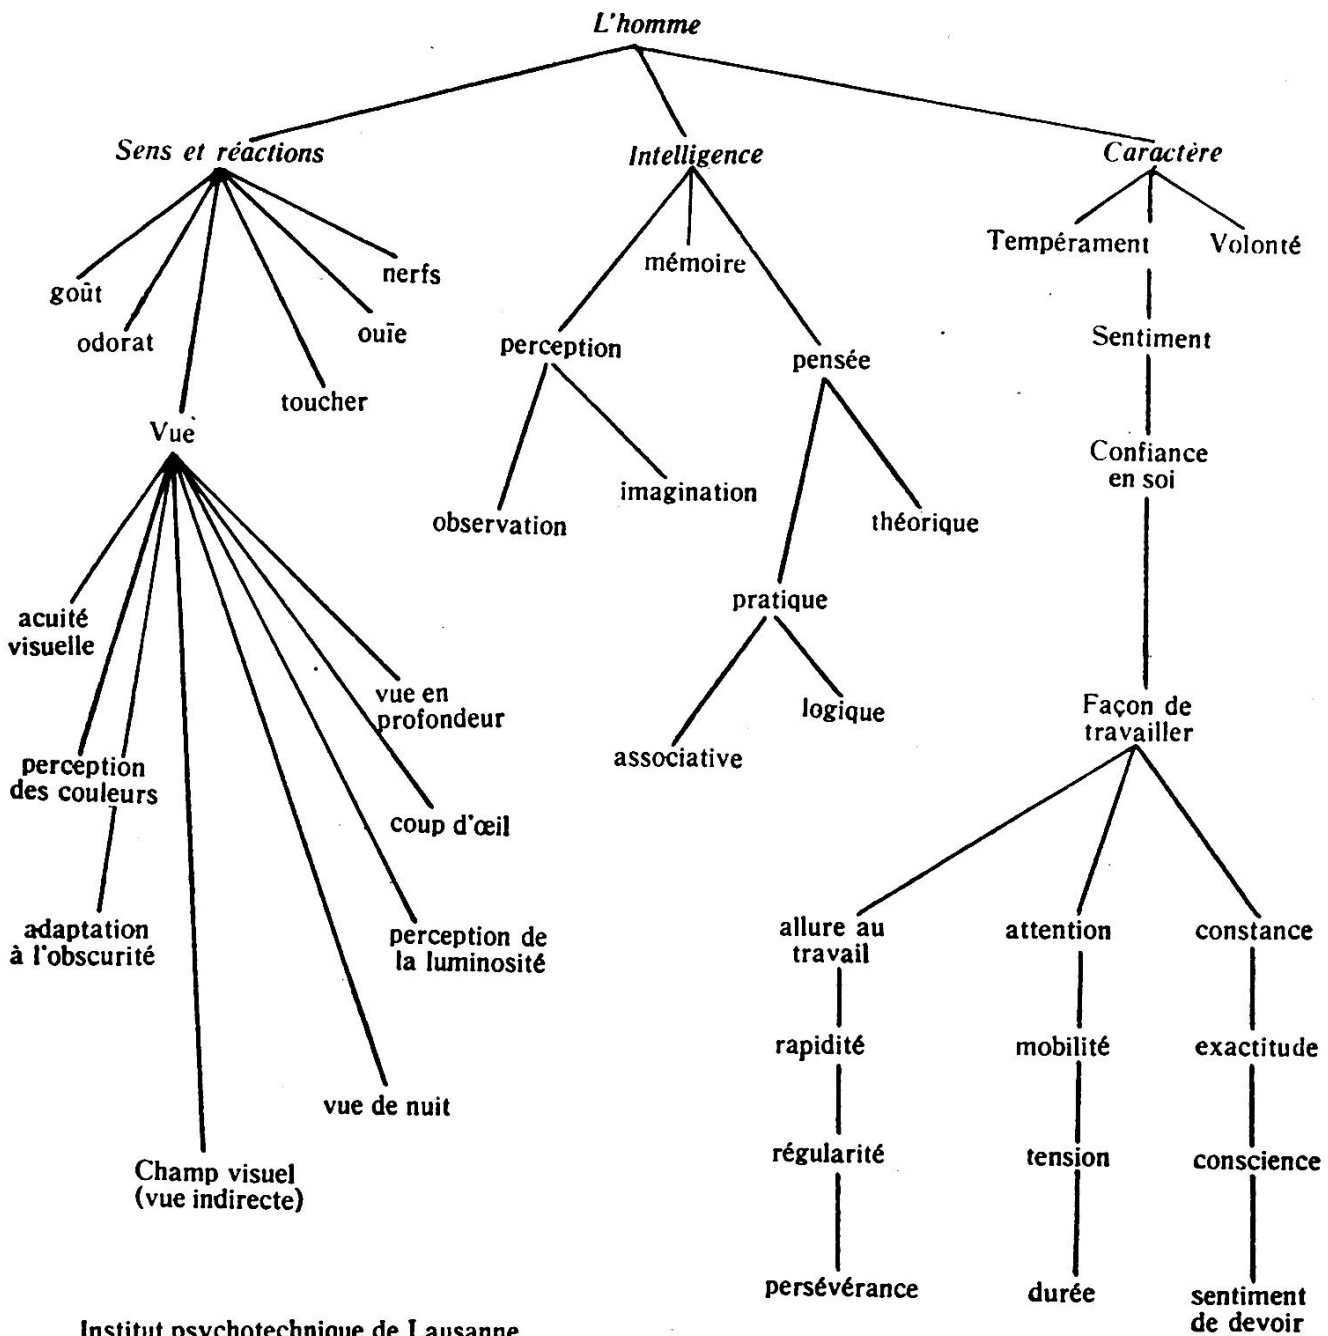 L'homme
Sens et réactions
Intelligence
Caractère
goût
odorat
Vue
toucher
ouïe
nerfs
acuité
visuelle
perception
des couleurs
adaptation
à l'obscurité
Champ visuel
(vue indirecte)
vue de nuit
perception de
la luminosité
coup d'œil
vue en
profondeur
perception
mémoire
pensée
observation
imagination
pratique
théorique
associative
logique
Tempérament
Volonté
Sentiment
Confiance
en soi
Façon de
travailler
allure au
travail
rapidité
régularité
persévérance
attention
mobilité
tension
durée
constance
exactitude
conscience
sentiment
de devoir
Institut psychotechnique de Lausanne